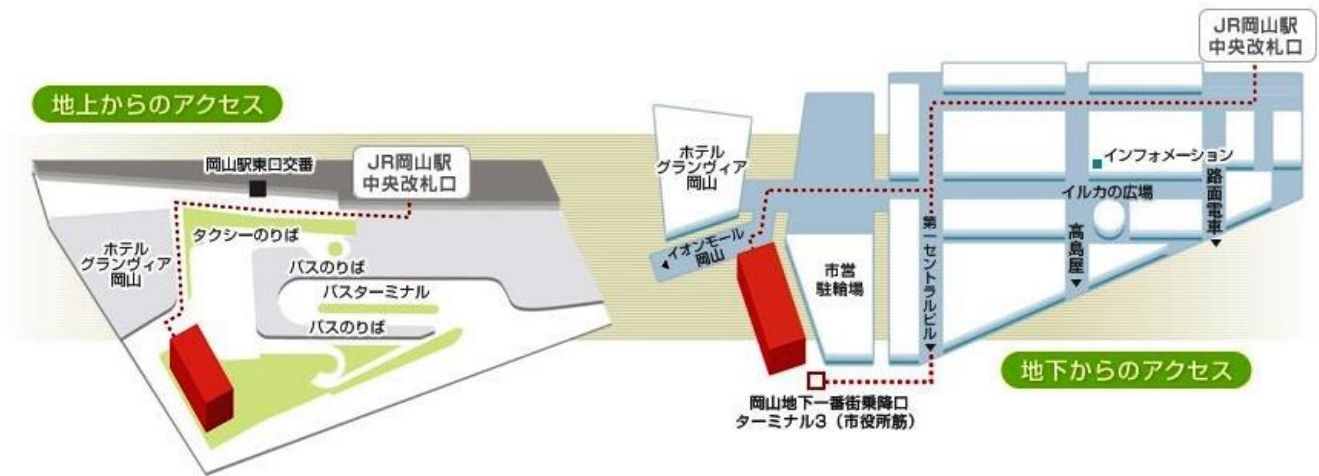 地上からのアクセス
岡山駅東口交番
JR岡山駅
中央改札口
タクシーのりば
ホテル
グランヴィア
岡山
バスのりば
バスターミナル
バスのりば
JR岡山駅
中央改札口
ホテル
グランヴィア
岡山
インフォメーション
イルカの広場
路面電車▼
イオンモール
◀岡山
第一セントラルビル▼
高島屋▼
市営
駐輪場
地下からのアクセス
岡山地下一番街乗降口
ターミナル3（市役所筋）